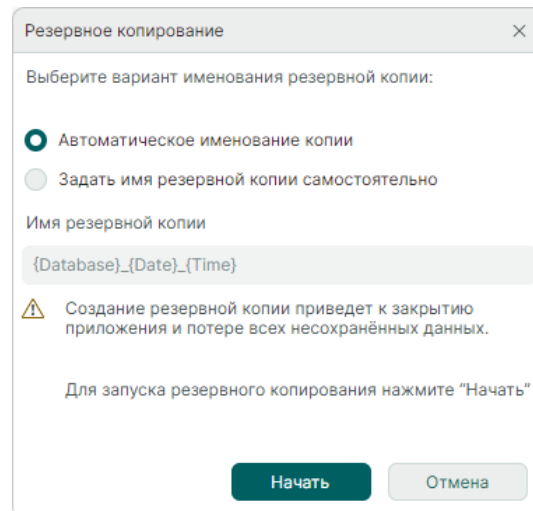 Резервное копирование
Выберите вариант именования резервной копии:
Автоматическое именование копии
Задать имя резервной копии самостоятельно
Имя резервной копии
{Database}_{Date}_{Time}
Создание резервной копии приведет к закрытию
приложения и потере всех несохранённых данных.
Для запуска резервного копирования нажмите "Начать"
Начать
Отмена